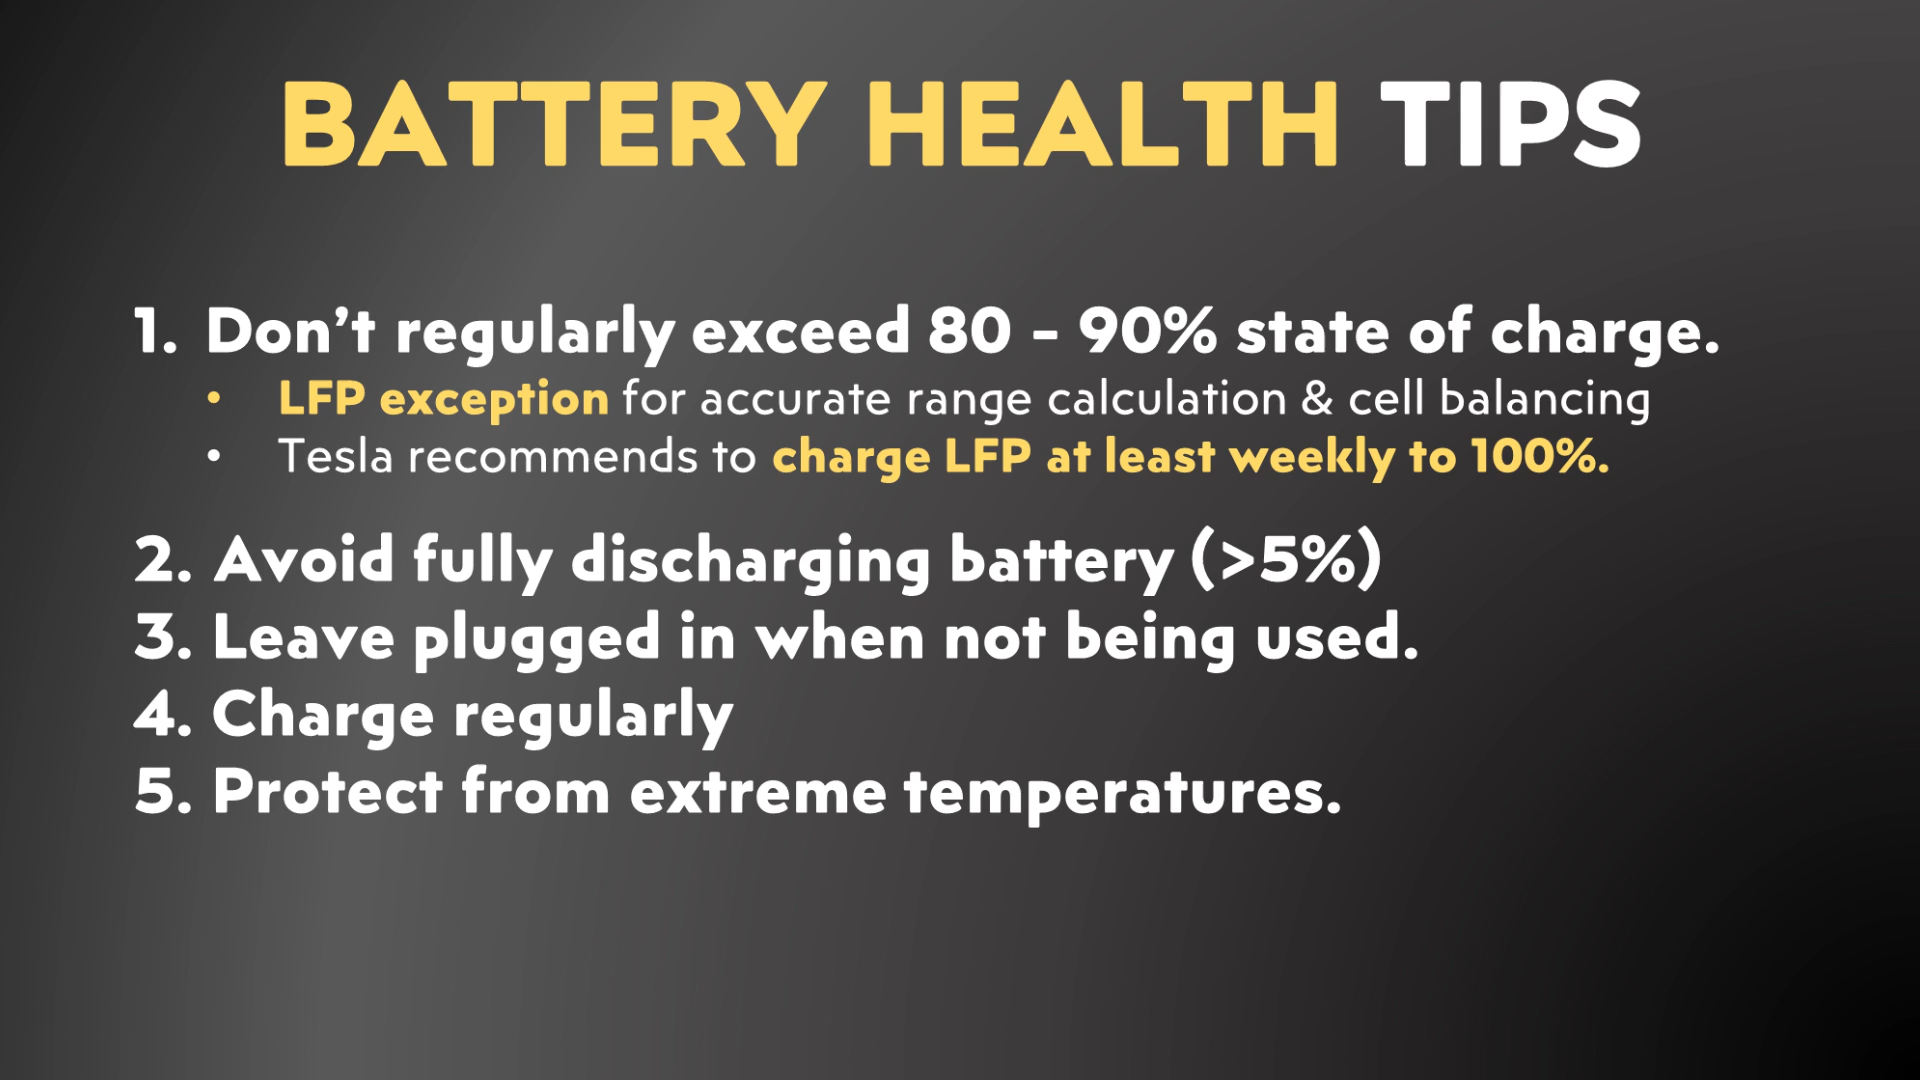 BATTERY HEALTH TIPS
1. Don't regularly exceed 80 - 90% state of charge.
• LFP exception for accurate range calculation & cell balancing
• Tesla recommends to charge LFP at least weekly to 100%.
2. Avoid fully discharging battery (>5%)
3. Leave plugged in when not being used.
4. Charge regularly
5. Protect from extreme temperatures.